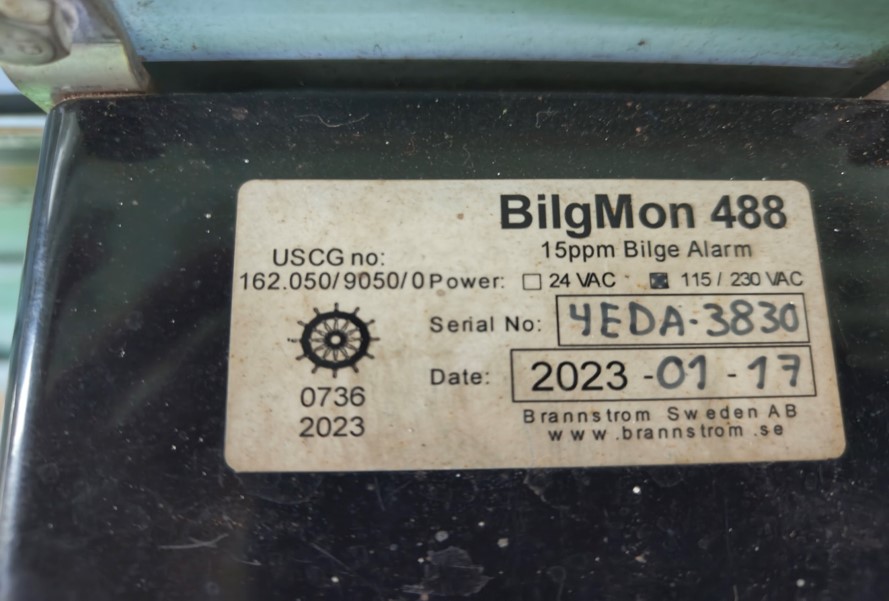 BilgMon 488
15ppm Bilge Alarm
USCG no:
162.050/9050/0
Power: 24 VAC 115 / 230 VAC
Serial No: 4EDA-3830
Date: 2023 -01 -17
0736
2023
Brannstrom Sweden AB
www.brannstrom.se